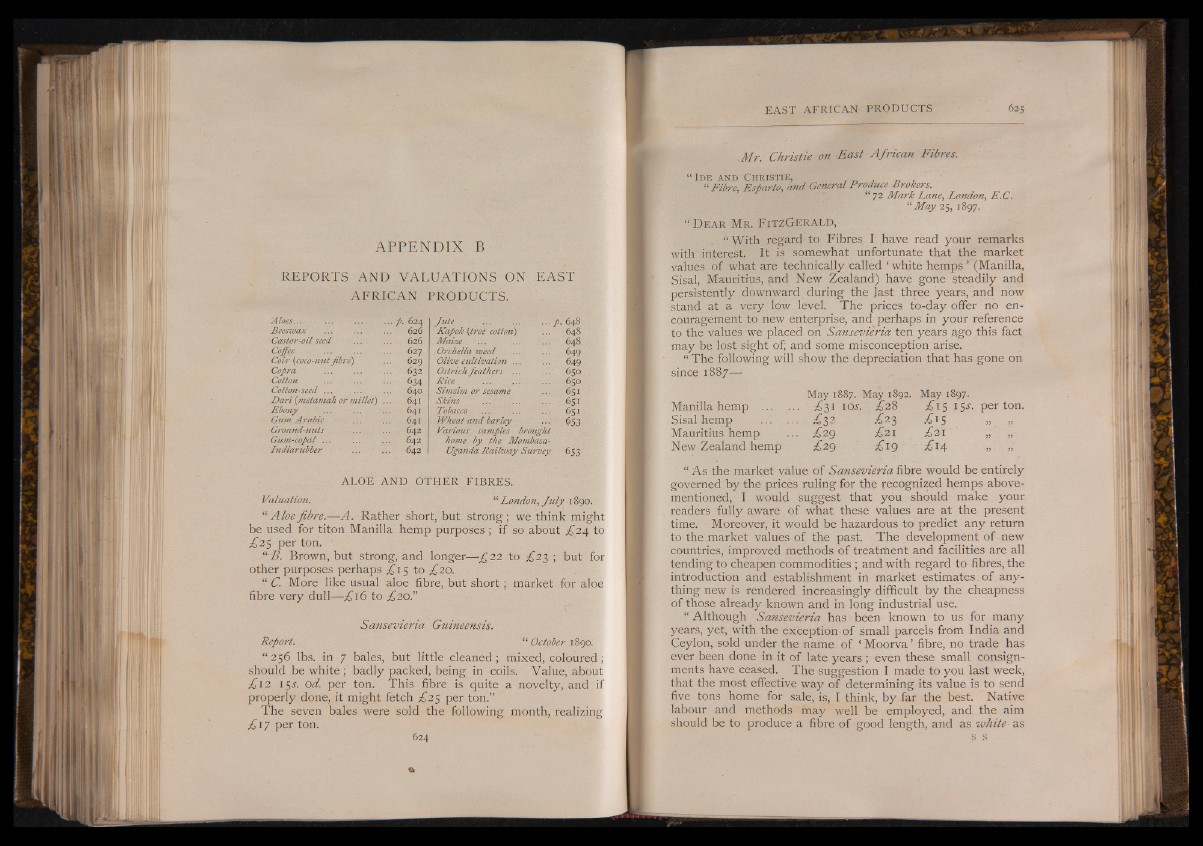 APPENDIX B
REPORTS AND VALUATIONS ON EAST
AFRICAN PRODUCTS.
Aloes... ... ... ... ... p. 624
Beeswax ... ... ... 626
Castor-oil seed ... ... 626
Coffee ... ... ... 627
Coir (coco-nut fibre) ... 629
Copra ... ... ... 632
Cotton ... ... ... 634
Cotton-seed ... ... ... 640
Dari (metamah or millet) ... 641
Ebony ... ... ... 641
Gum Arabic ... ... 641
Ground-nuts ... ... 642
Gum-copal ... ... ... 642
Indiarubber ... ... 642
Jute ... ... ... ... p. 648
Kapok (tree cotton) ... 648
Maize ... ... ... 648
Orchella weed ... ... 649
Olive cultivation ... ... 649
Ostrich feathers ... ... 650
Rice ... ... ... 650
Simsim or sesame ... 651
Skins ... ... ... 651
Tobacco ... ... ... 651
Wheat and barley ... 653
Various samples brought
home by the Mombasa-
Uganda Railway Survey 653
ALOE AND OTHER FIBRES.
Valuation. “ London, July 1890.
“ Aloe fibre.—A. Rather short, but strong ; we think might
be used for titon Manilla hemp purposes ; if so about £24 to
£25 per ton.
“ B. Brown, but strong, and longer—£22 to £23 ; but for
other purposes perhaps £15 to £20.
“ C. More like usual aloe fibre, but short ; market for aloe
fibre very dull—£16 to £20.”
Sansevieria Guineensis.
Report. “ October 1890.
“ 256 lbs. in 7 bales, but little cleaned ; mixed, coloured ;
should be white ; badly packed, being in coils. Value, about
£12 15s. 0d. per ton. This fibre is quite a novelty, and if
properly done, it might fetch £25 per ton.”
The seven bales were sold the following month, realizing
£17 per ton.
624
EAST AFRICAN PRODUCTS 625
Mr. Christie on East African Fibres.
“ IDE AND CHRISTIE,
“ Fibre, Esparto, and General Produce Brokers.
“ 72 Mark Lane, London, E.C.
“ May 25, 1897.
“ DEAR MR. FITZGERALD,
“ With regard to Fibres I have read your remarks
with interest. It is somewhat unfortunate that the market
values of what are technically called ‘ white hemps ’ (Manilla,
Sisal, Mauritius, and New Zealand) have gone steadily and
persistently downward during the last three years, and now
stand at a very low level. The prices to-day offer no en-
couragement to new enterprise, and perhaps in your reference
to the values we placed on Sansevieria ten years ago this fact
may be lost sight of, and some misconception arise.
“ The following will show the depreciation that has gone on
since 1887—
May 1887. May 1892. May 1897.
Manilla hemp ... ... £31 10s. £28 £15 15s. per ton.
Sisal hemp ... ... £32 £23 £15 „ „
Mauritius hemp ... £29 £21 £21 „ „
New Zealand hemp £29 £19 £14 „ „
“ As the market value of Sansevieria fibre would be entirely
governed by the prices ruling for the recognized hemps above-
mentioned, I would suggest that you should make your
readers fully aware of what these values are at the present
time. Moreover, it would be hazardous to predict any return
to the market values of the past. The development of new
countries, improved methods of treatment and facilities are all
tending to cheapen commodities ; and with regard to fibres, the
introduction and establishment in market estimates of any-
thing new is rendered increasingly difficult by the cheapness
of those already known and in long industrial use.
“ Although Sansevieria has been known to us for many
years, yet, with the exception of small parcels from India and
Ceylon, sold under the name of ‘ Moorva ’ fibre, no trade has
ever been done in it of late years ; even these small consign-
ments have ceased. The suggestion I made to you last week,
that the most effective way of determining its value is to send
five tons home for sale, is, I think, by far the best. Native
labour and methods may well be employed, and the aim
should be to produce a fibre of good length, and as white as
S S